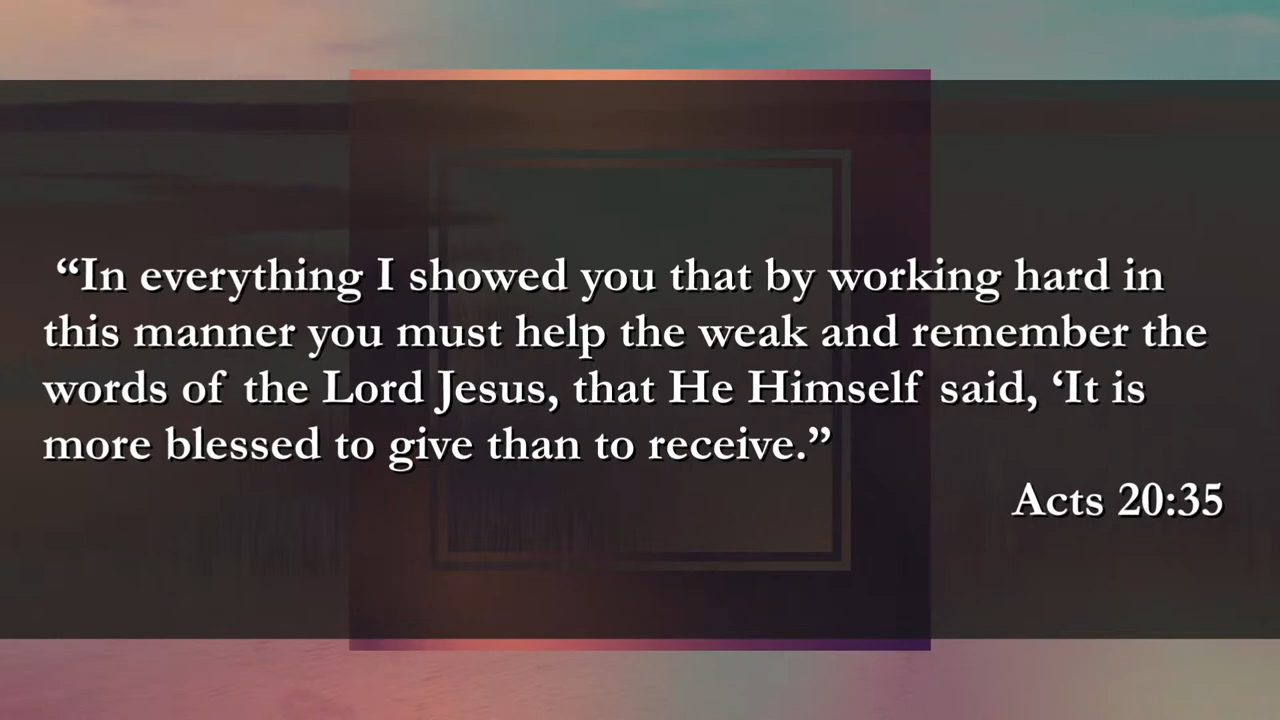 “In everything I showed you that by working hard in
this manner you must help the weak and remember the
words of the Lord Jesus, that He Himself said, ‘It is
more blessed to give than to receive.”
Acts 20:35